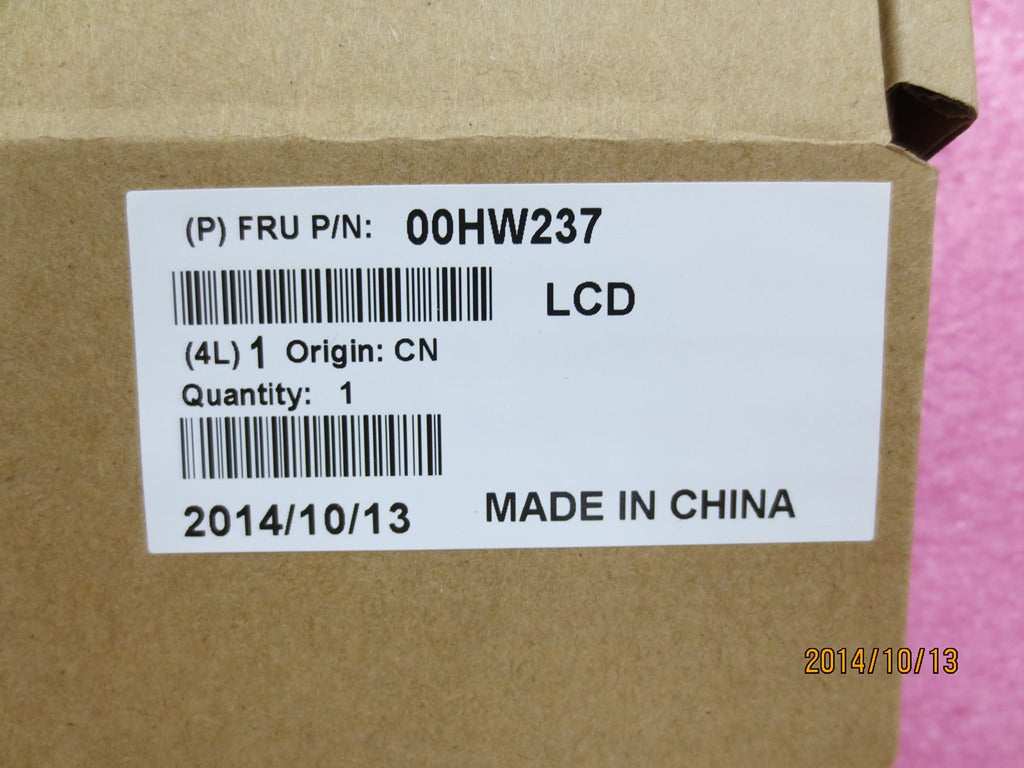 (P) FRU P/N: 00HW237
LCD
(4L) 1 Origin: CN
Quantity: 1
2014/10/13 MADE IN CHINA
2014/10/13